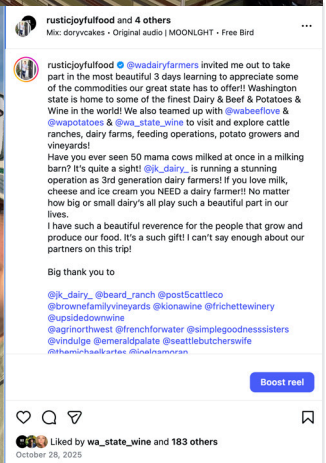 rusticjoyfulfood and 4 others
Mix: doryvcakes • Original audio | MOONLGHT • Free Bird
rusticjoyfulfood @wadairyfarmers invited me out to take
part in the most beautiful 3 days learning to appreciate some
of the commodities our great state has to offer!! Washington
state is home to some of the finest Dairy & Beef & Potatoes &
Wine in the world! We also teamed up with @wabeeflove &
@wapotatoes & @wa_state_wine to visit and explore cattle
ranches, dairy farms, feeding operations, potato growers and
vineyards!
Have you ever seen 50 mama cows milked at once in a milking
barn? It's quite a sight! @jk_dairy_ is running a stunning
operation as 3rd generation dairy farmers! If you love milk,
cheese and ice cream you NEED a dairy farmer!! No matter
how big or small dairy's all play such a beautiful part in our
lives.
I have such a beautiful reverence for the people that grow and
produce our food. It's such a gift! I can't say enough about our
partners on this trip!
Big thank you to
@jk_dairy_ @beard_ranch @post5cattleco
@brownefamilyvineyards @kionawine @frichettewinery
@upsidedownwine
@agrinorthwest @frenchforwater @simplegoodnesssisters
@vindulge @emeraldpalate @seattlebutcherswife
@themichaelkartes @joelgamoran
Boost reel
Liked by wa_state_wine and 183 others
October 28, 2025